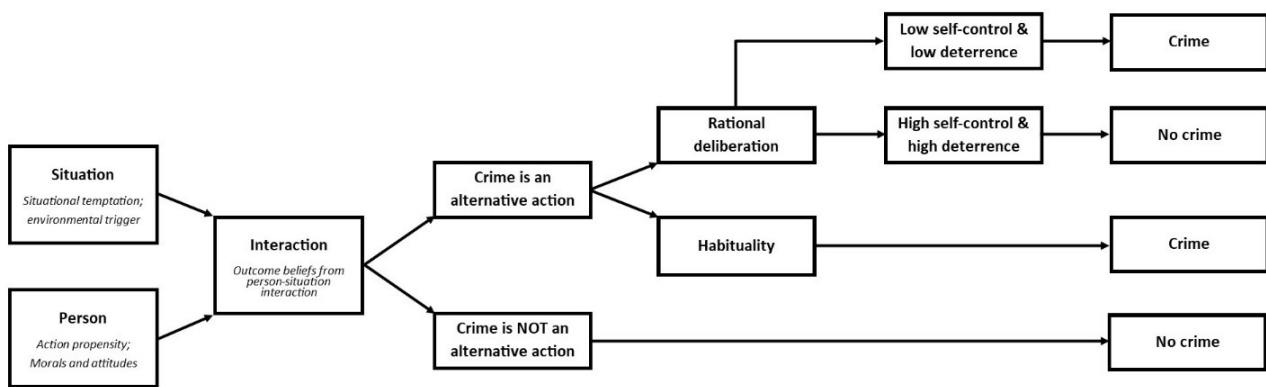 Situation
Situational temptation;
environmental trigger
Person
Action propensity;
Morals and attitudes
Interaction
Outcome beliefs from
person-situation
interaction
Crime is an
alternative action
Crime is NOT an
alternative action
Rational
deliberation
Habituality
Low self-control &
low deterrence
High self-control &
high deterrence
Crime
No crime
Crime
No crime